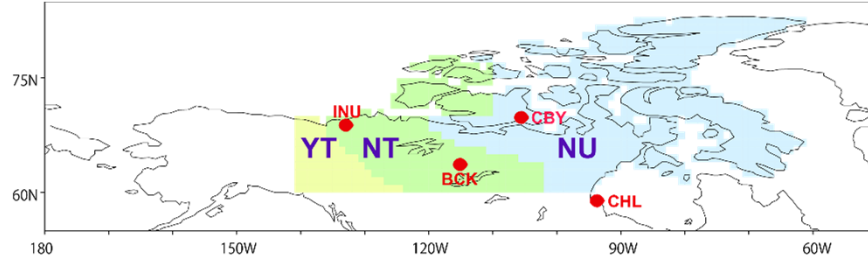 75N
INU
CBY
YT NT NU
BCK
60N
CHL
180 150W 120W 90W 60W